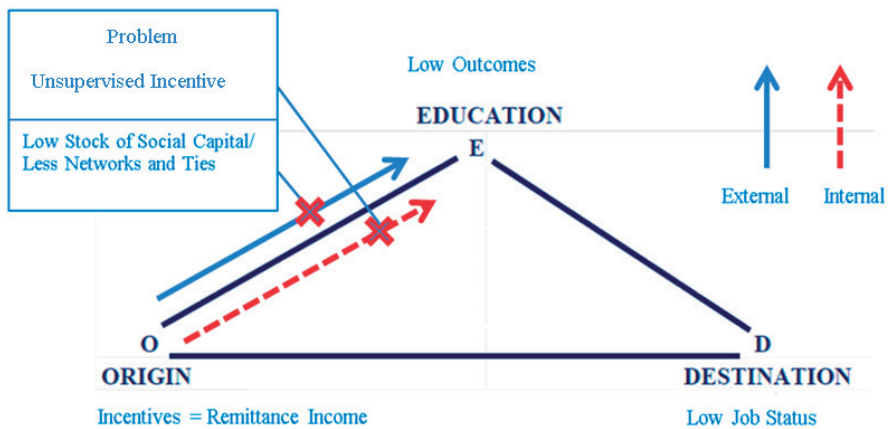 Problem
Unsupervised Incentive
Low Stock of Social Capital/
Less Networks and Ties
Low Outcomes
EDUCATION
E
External
Internal
O
D
ORIGIN
DESTINATION
Incentives = Remittance Income
Low Job Status